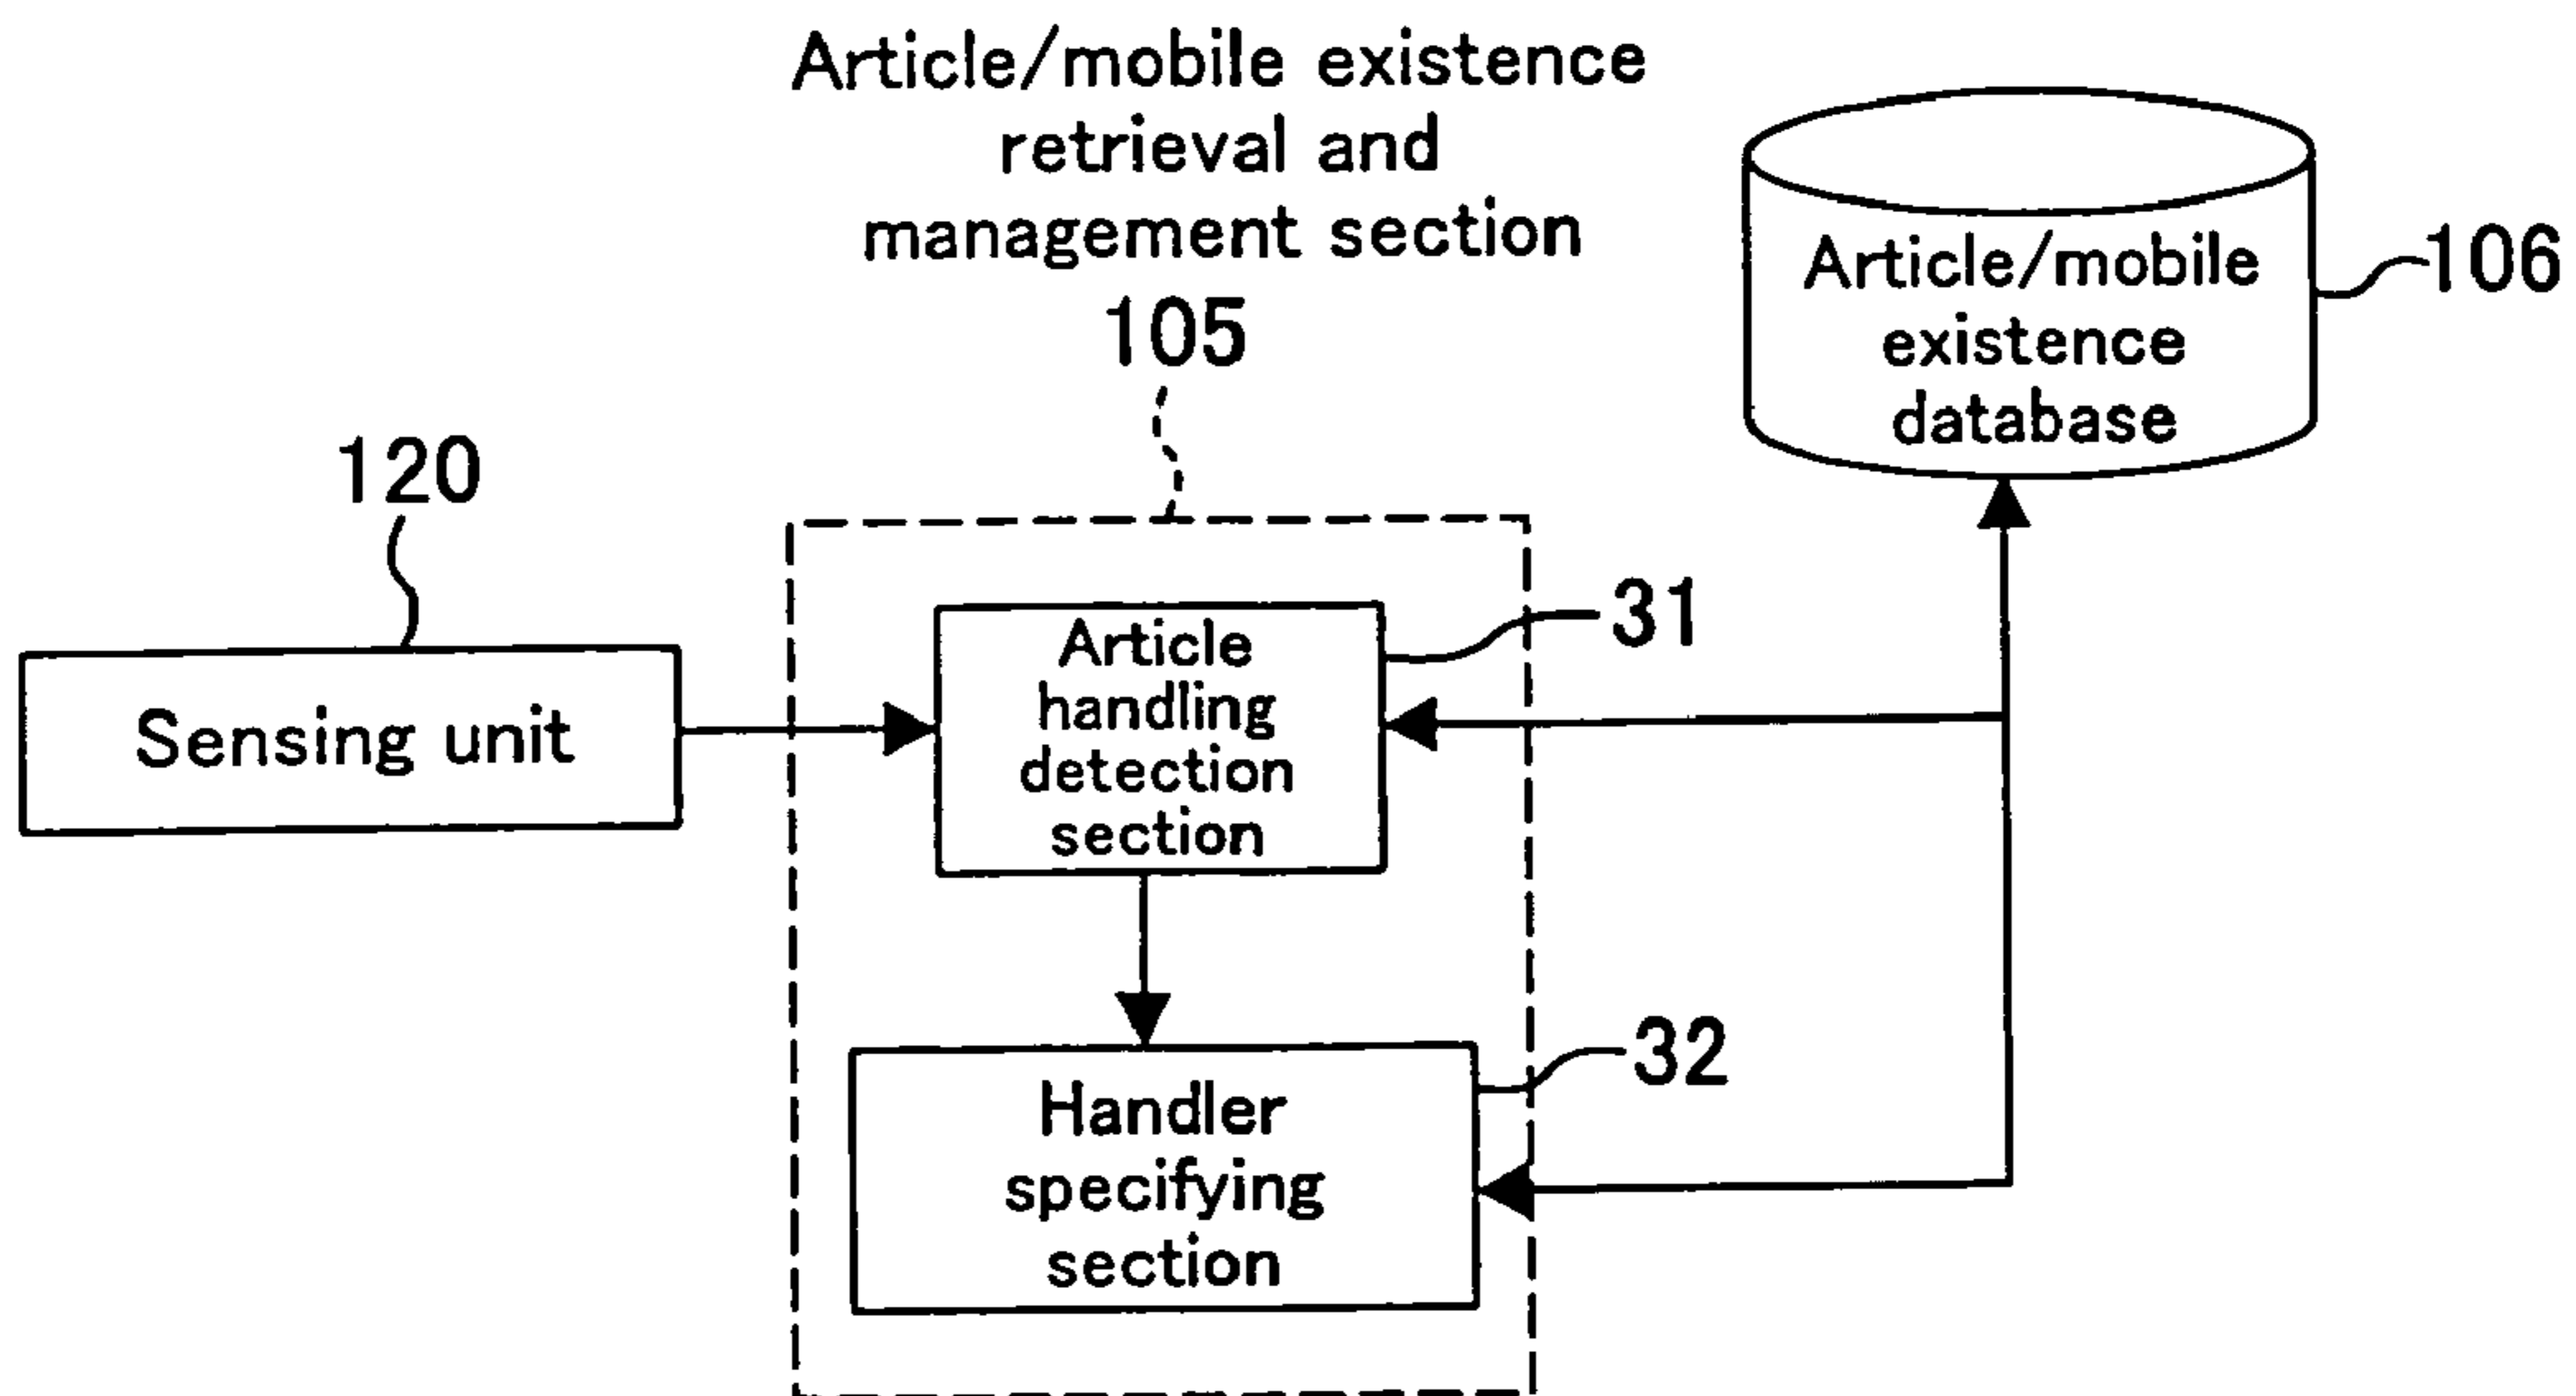 Article/mobile existence
retrieval and
management section
105
Article/mobile
existence
database
106
120
Sensing unit
Article
handling
detection
section
31
Handler
specifying
section
32